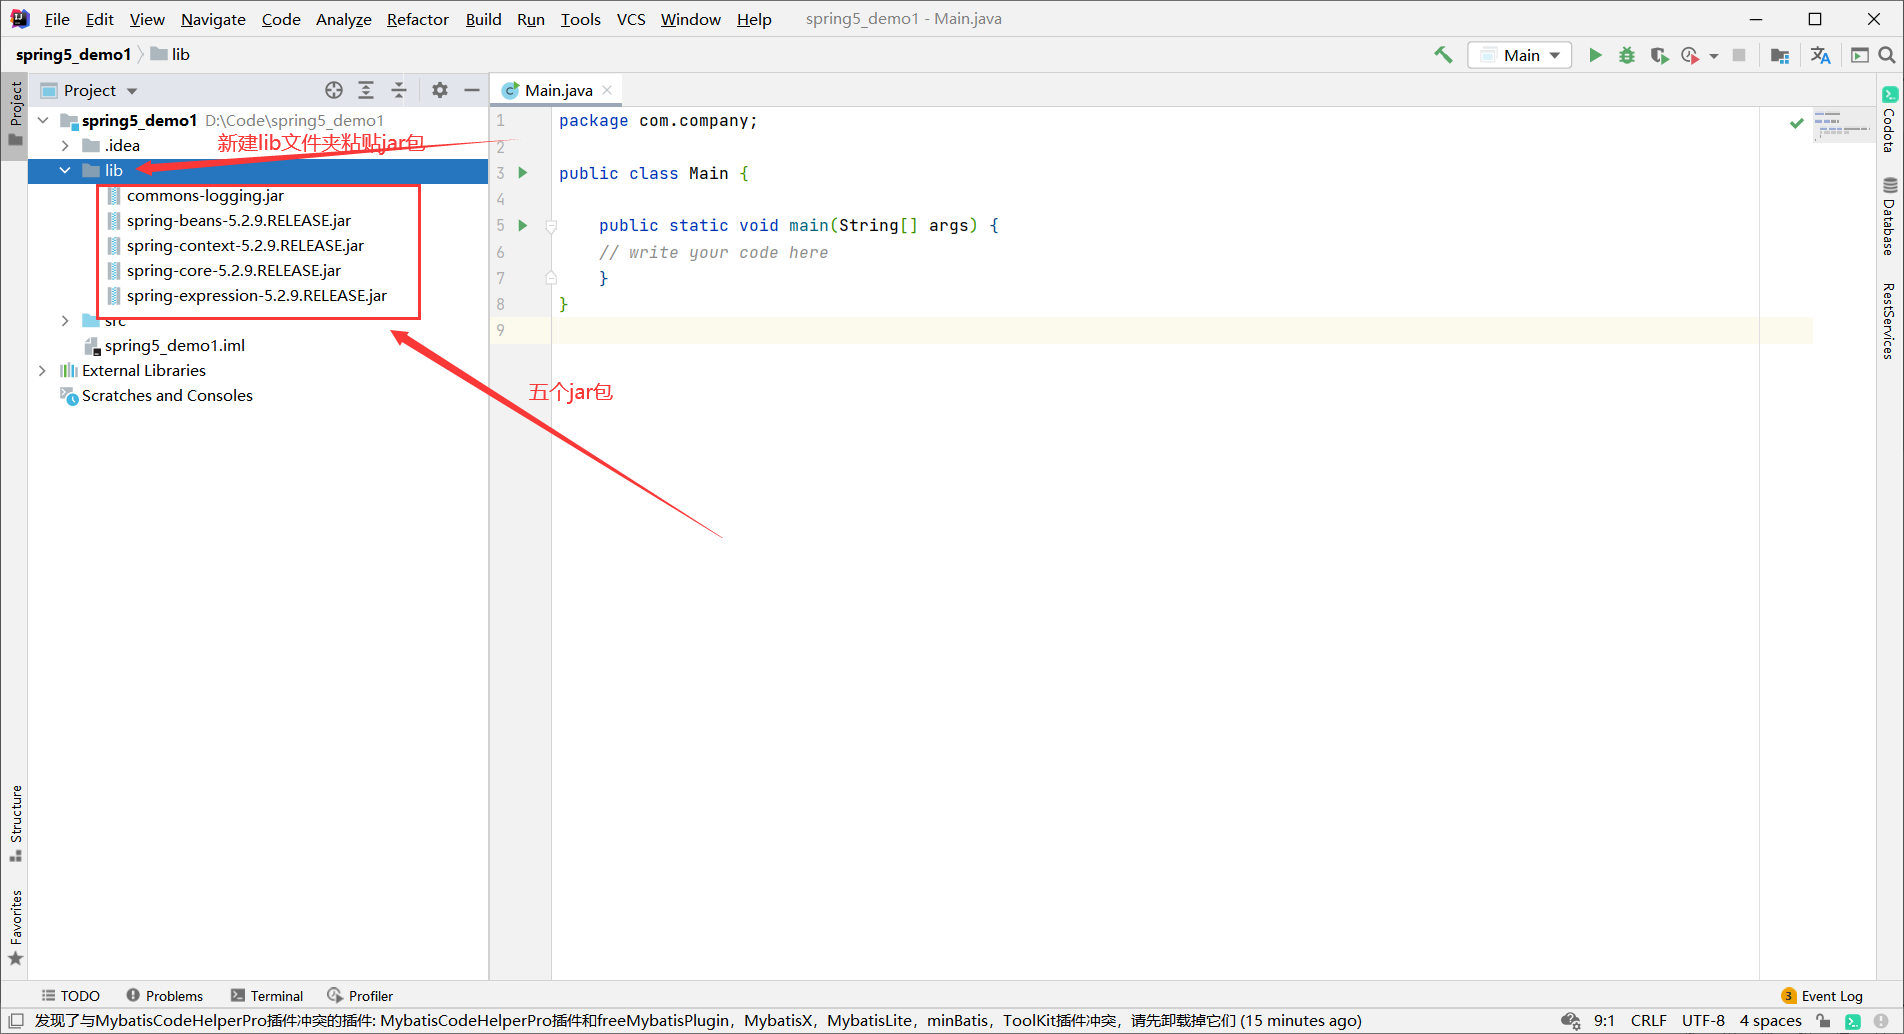 File Edit View Navigate Code Analyze Refactor Build Run Tools VCS Window Help spring5_demo1 - Main.java
spring5_demo1 lib
Main
Project
Project
Main.java
spring5_demo1 D:\Code\spring5_demo1
.idea
新建lib文件夹粘贴jar包
lib
commons-logging.jar
spring-beans-5.2.9.RELEASE.jar
spring-context-5.2.9.RELEASE.jar
spring-core-5.2.9.RELEASE.jar
spring-expression-5.2.9.RELEASE.jar
src
spring5_demo1.iml
External Libraries
Scratches and Consoles
1 package com.company;
2
3 public class Main {
4
5 public static void main(String[] args) {
6 // write your code here
7 }
8 }
9
五个jar包
Codota
Database
RestServices
Structure
Favorites
TODO Problems Terminal Profiler
3 Event Log
发现了与MybatisCodeHelperPro插件冲突的插件: MybatisCodeHelperPro插件和freeMybatisPlugin，MybatisX，MybatisLite，minBatis，ToolKit插件冲突，请先卸载掉它们 (15 minutes ago)
9:1 CRLF UTF-8 4 spaces